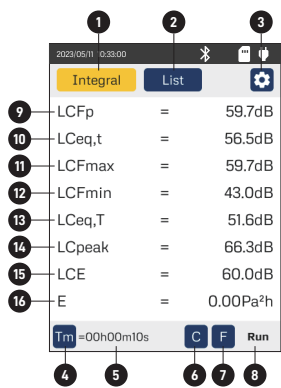 1 2 3
2023/05/11 10:33:00
Integral List
9 LCFp = 59.7dB
10 LCeq,t = 56.5dB
11 LCFmax = 59.7dB
12 LCFmin = 43.0dB
13 LCeq,T = 51.6dB
14 LCpeak = 66.3dB
15 LCE = 60.0dB
16 E = 0.00Pa²h
Tm =00h00m10s C F Run
4 5 6 7 8